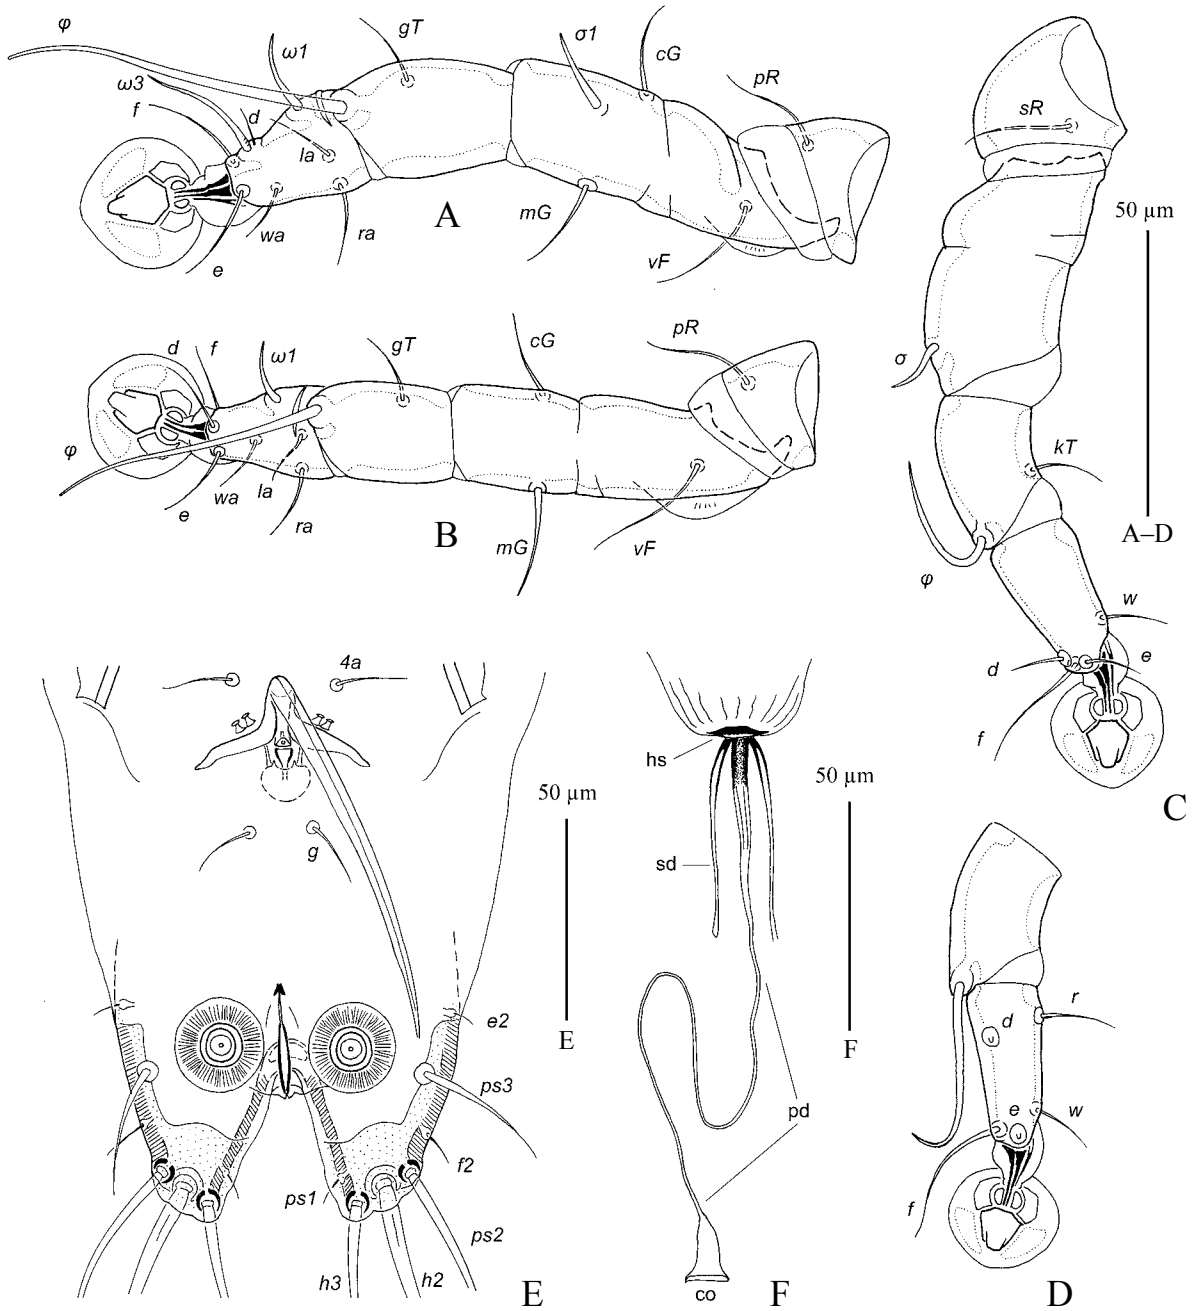 φ
ω1
gT
σ1
cG
pR
ω3
f
d
la
wa
ra
e
mG
vF
A
sR
50 µm
A–D
σ
kT
φ
w
d
e
f
C
d
f
ω1
gT
cG
pR
φ
e
wa
la
ra
mG
vF
B
4a
g
50 µm
E
e2
ps3
f2
ps1
ps2
h3
h2
E
hs
sd
50 µm
F
pd
co
F
d
r
e
w
f
D